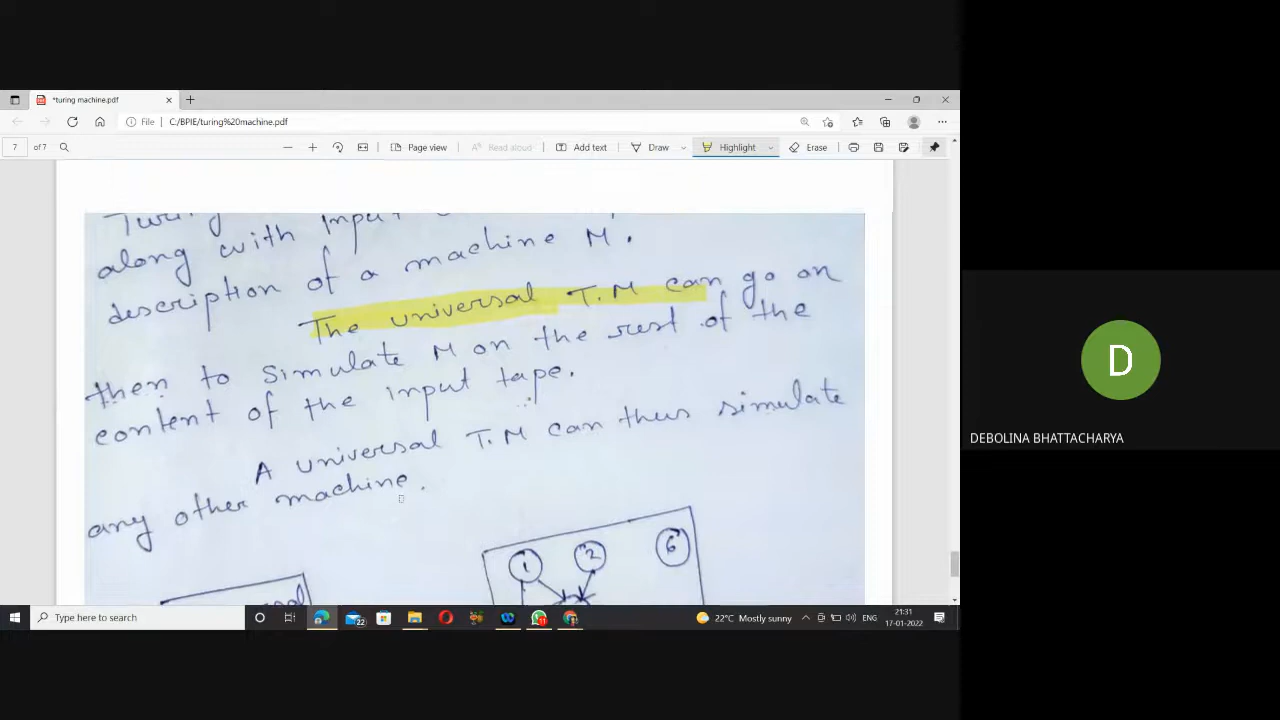 *turing machine.pdf
File C:/BPIE/turing%20machine.pdf
7 of 7 Page view Read aloud Add text Draw Highlight Erase
Turing
along with input
description of a machine M.
The universal T.M can go on
then to simulate M on the rest of the
content of the input tape.
A universal T.M can thus simulate
any other machine.
1 2 6
D
DEBOLINA BHATTACHARYA
Type here to search
22 11 22°C Mostly sunny ENG 21:31
17-01-2022